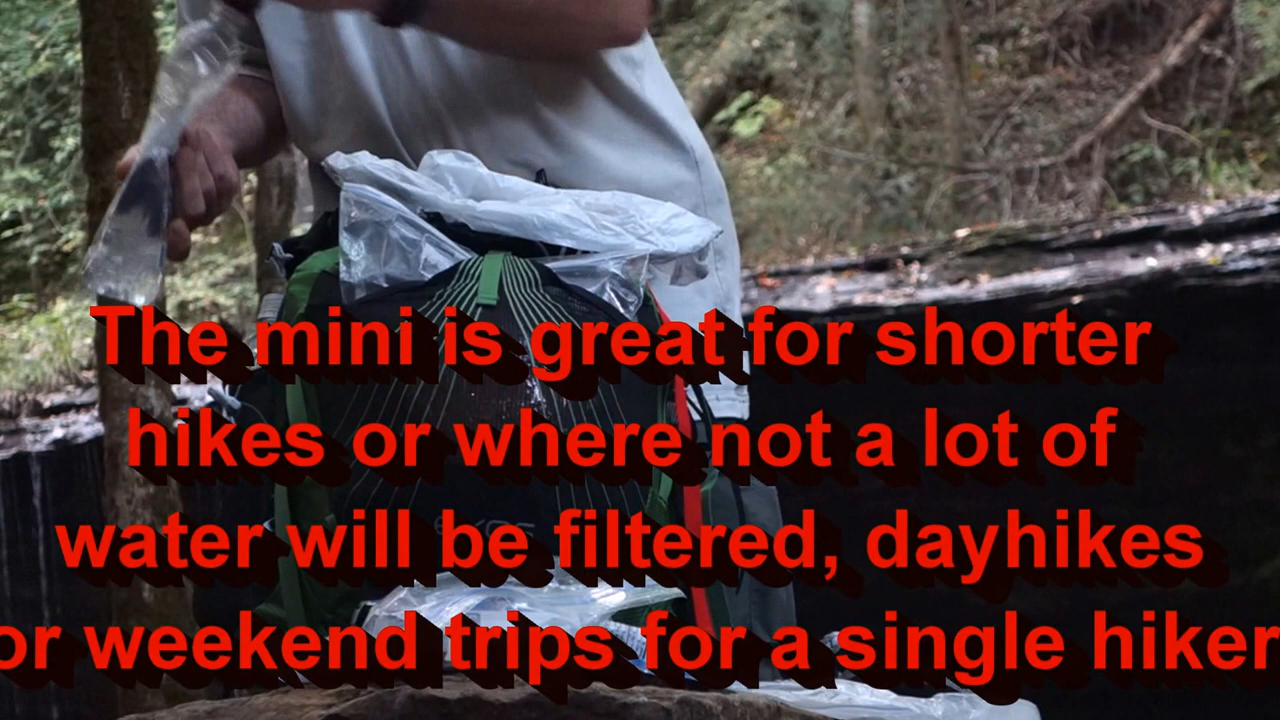 The mini is great for shorter
hikes or where not a lot of
water will be filtered, dayhikes
or weekend trips for a single hiker